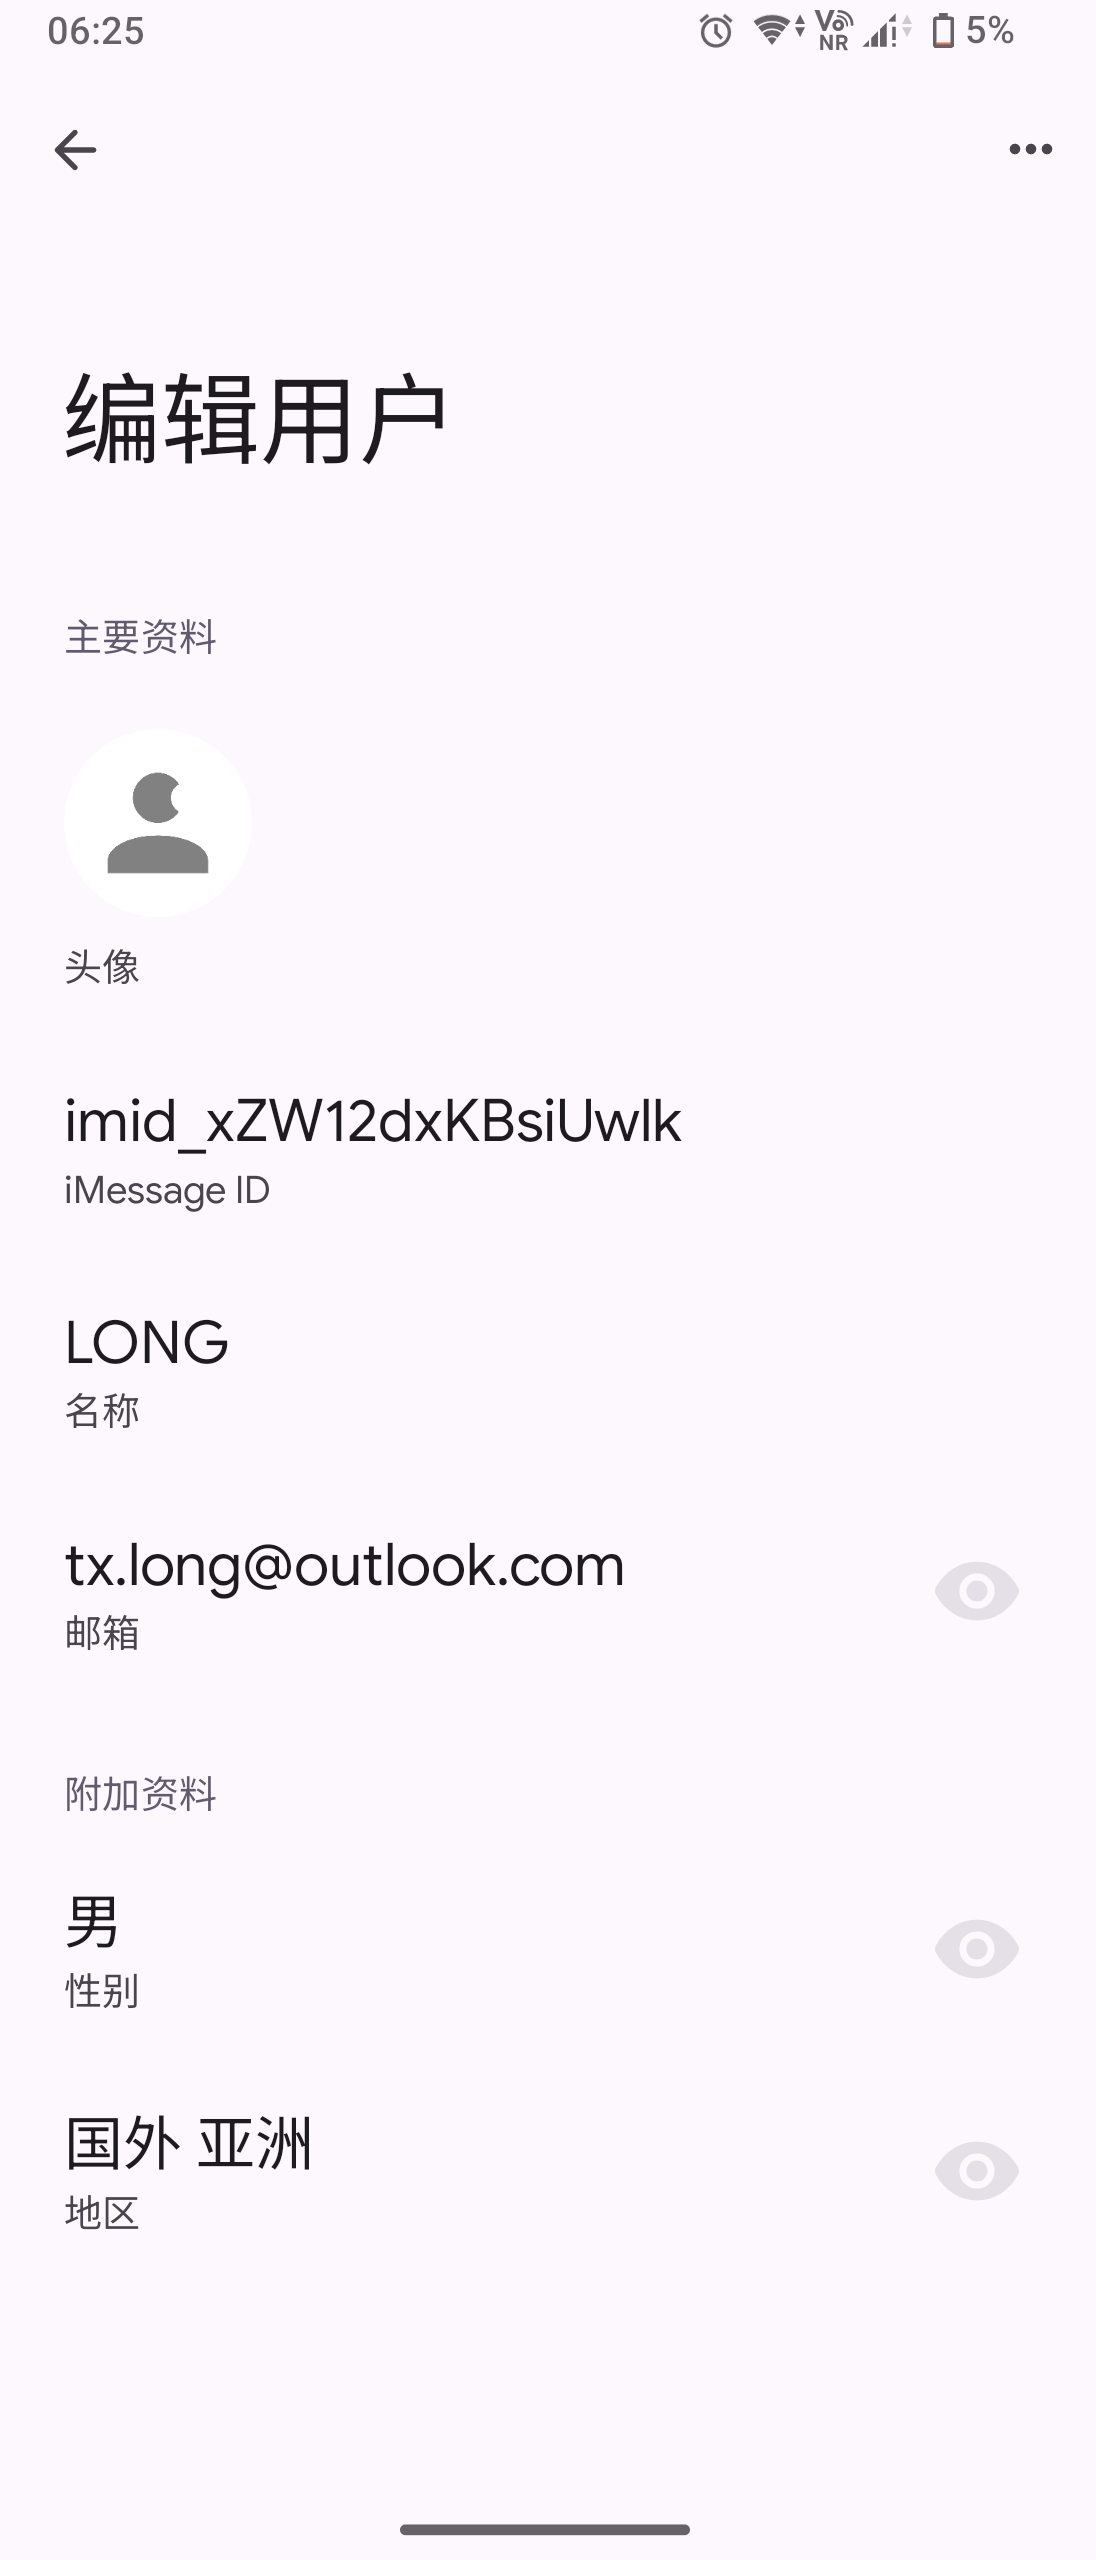 06:25
VoNR
5%
编辑用户
主要资料
头像
imid_xZW12dxKBsiUwlk
iMessage ID
LONG
名称
tx.long@outlook.com
邮箱
附加资料
男
性别
国外 亚洲
地区